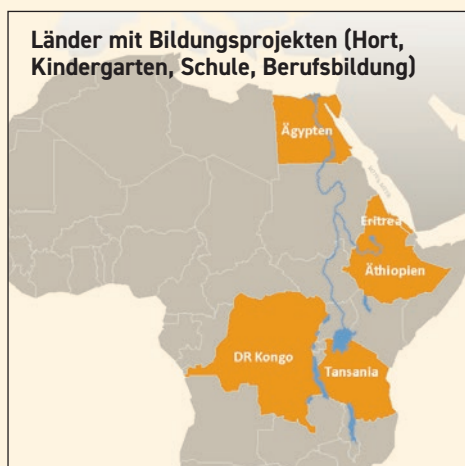 Länder mit Bildungsprojekten (Hort,
Kindergarten, Schule, Berufsbildung)
Ägypten
Eritrea
Äthiopien
DR Kongo
Tansania